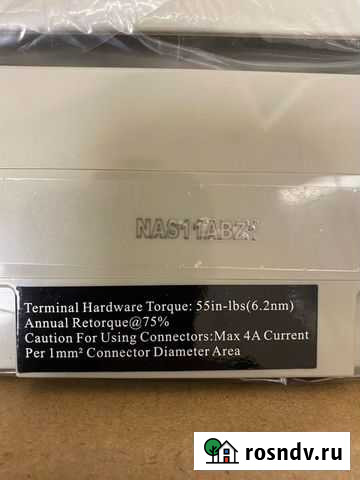 NAS11ABZ1
Terminal Hardware Torque: 55in-lbs(6.2nm)
Annual Retorque@75%
Caution For Using Connectors:Max 4A Current
Per 1mm² Connector Diameter Area
rosndv.ru